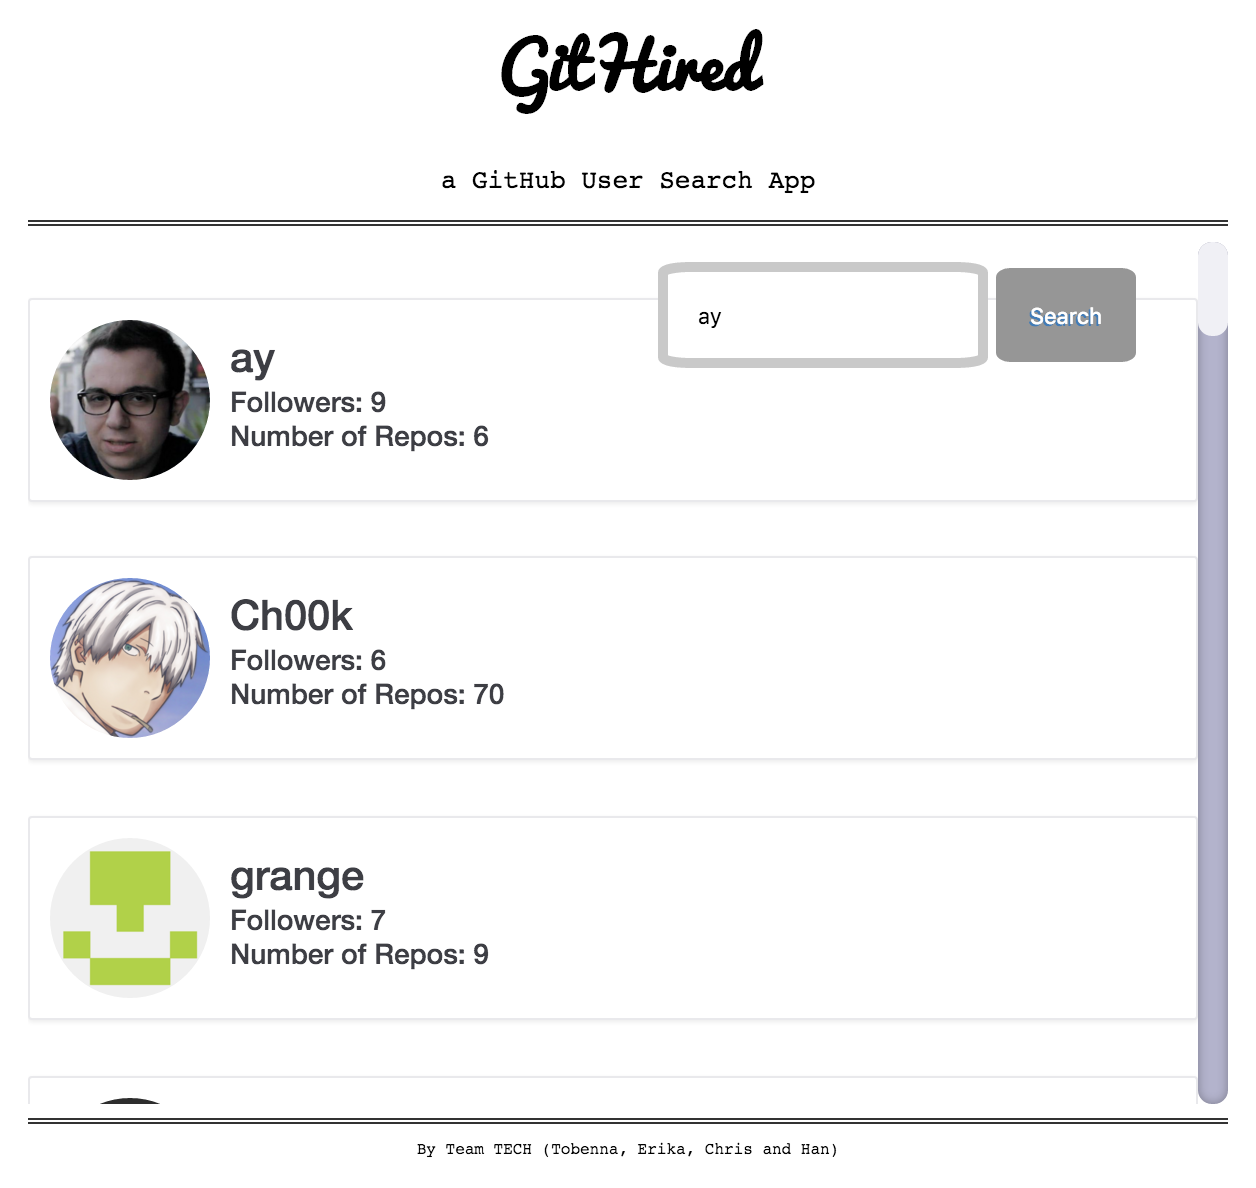 GitHired
a GitHub User Search App
ay
Search
ay
Followers: 9
Number of Repos: 6
Ch00k
Followers: 6
Number of Repos: 70
grange
Followers: 7
Number of Repos: 9
By Team TECH (Tobenna, Erika, Chris and Han)